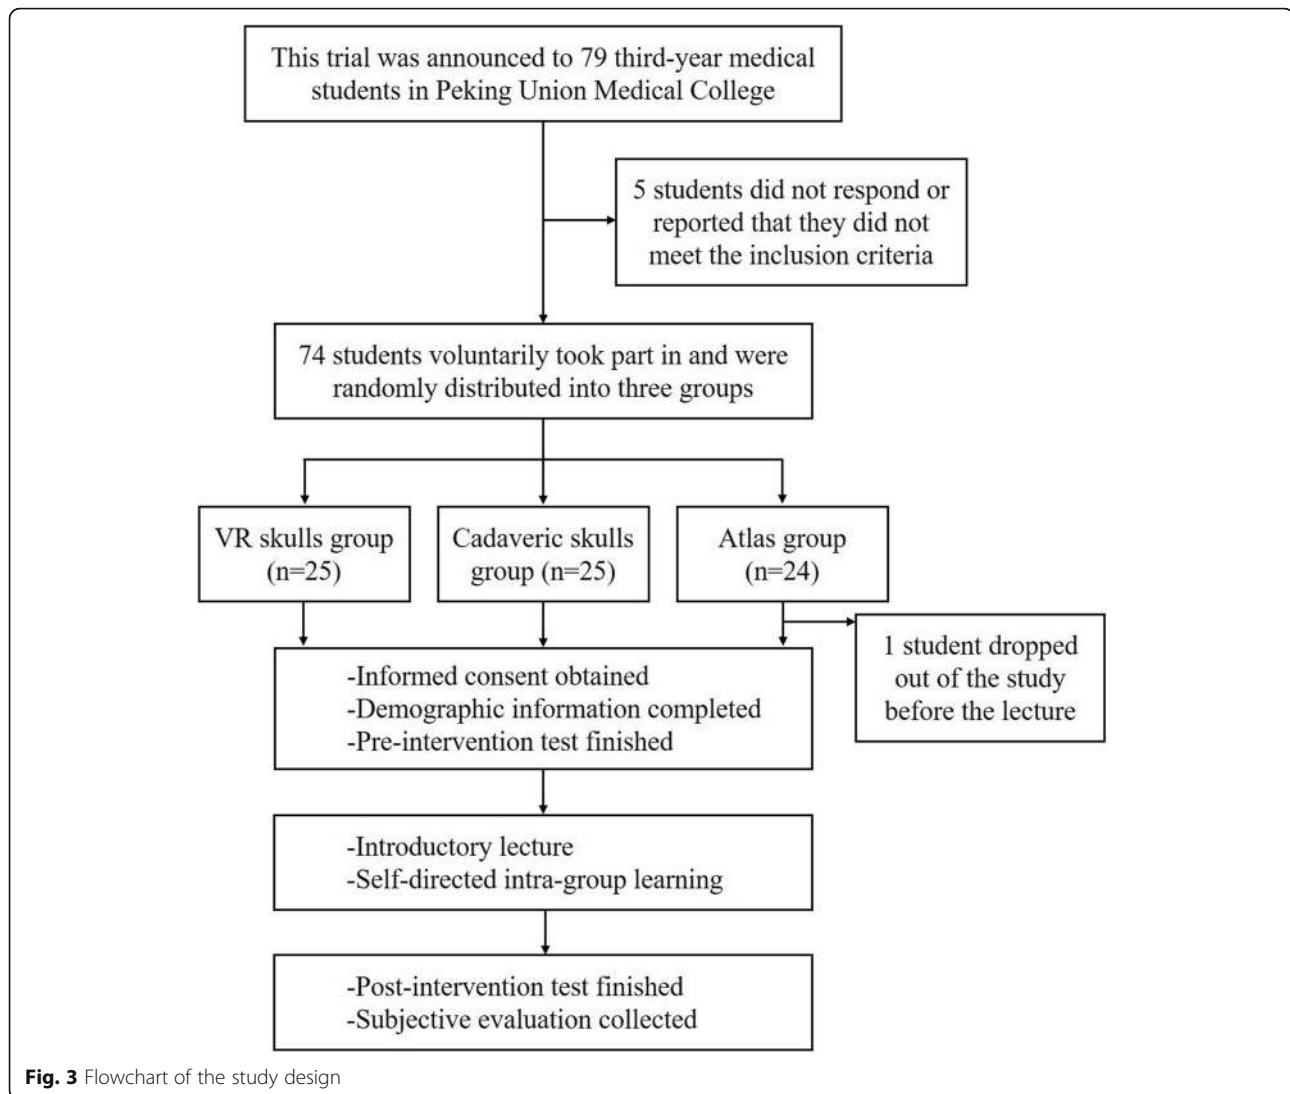 This trial was announced to 79 third-year medical
students in Peking Union Medical College
5 students did not respond or
reported that they did not
meet the inclusion criteria
74 students voluntarily took part in and were
randomly distributed into three groups
VR skulls group
(n=25)
Cadaveric skulls
group (n=25)
Atlas group
(n=24)
1 student dropped
out of the study
before the lecture
-Informed consent obtained
-Demographic information completed
-Pre-intervention test finished
-Introductory lecture
-Self-directed intra-group learning
-Post-intervention test finished
-Subjective evaluation collected
Fig. 3 Flowchart of the study design